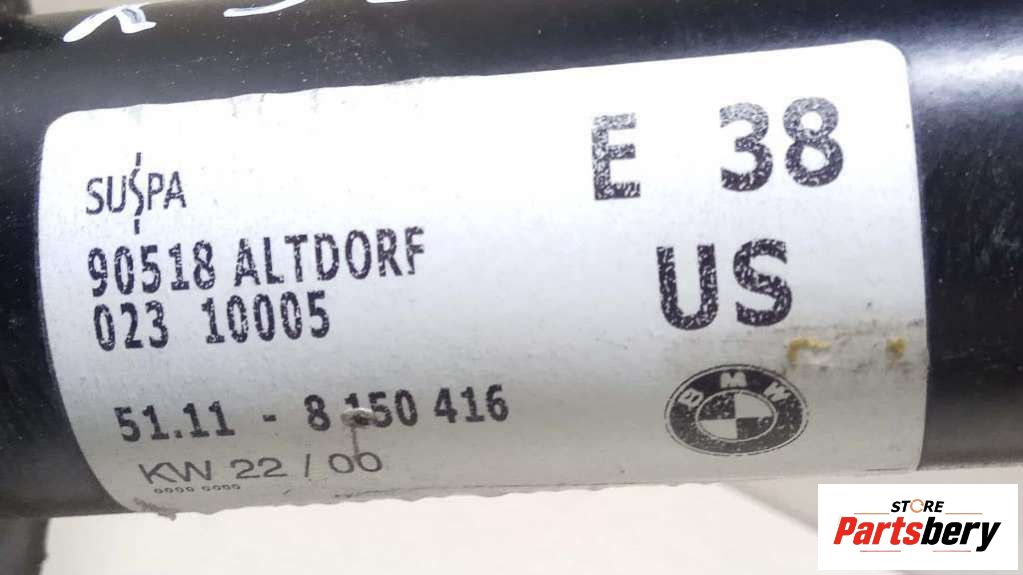 SUSPA
90518 ALTDORF
023 10005
51.11 - 8 150 416
KW 22 / 00
E 38
US
BMW
STORE
Partsbery